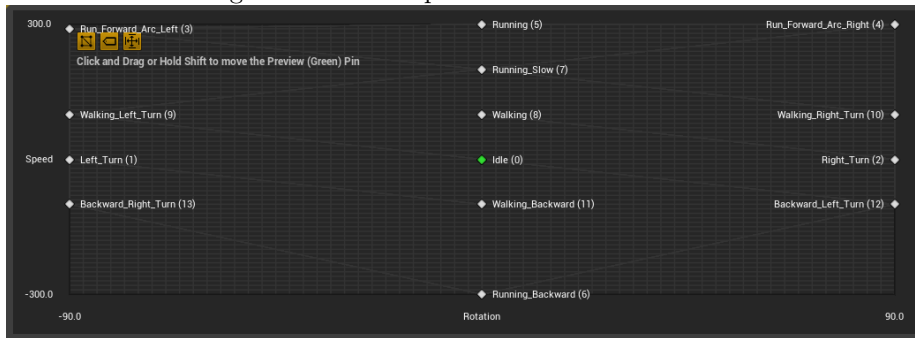 300.0
Run_Forward_Arc_Left (3)
Running (5)
Run_Forward_Arc_Right (4)
Click and Drag or Hold Shift to move the Preview (Green) Pin
Running_Slow (7)
Walking_Left_Turn (9)
Walking (8)
Walking_Right_Turn (10)
Speed
Left_Turn (1)
Idle (0)
Right_Turn (2)
Backward_Right_Turn (13)
Walking_Backward (11)
Backward_Left_Turn (12)
-300.0
Running_Backward (6)
-90.0
Rotation
90.0